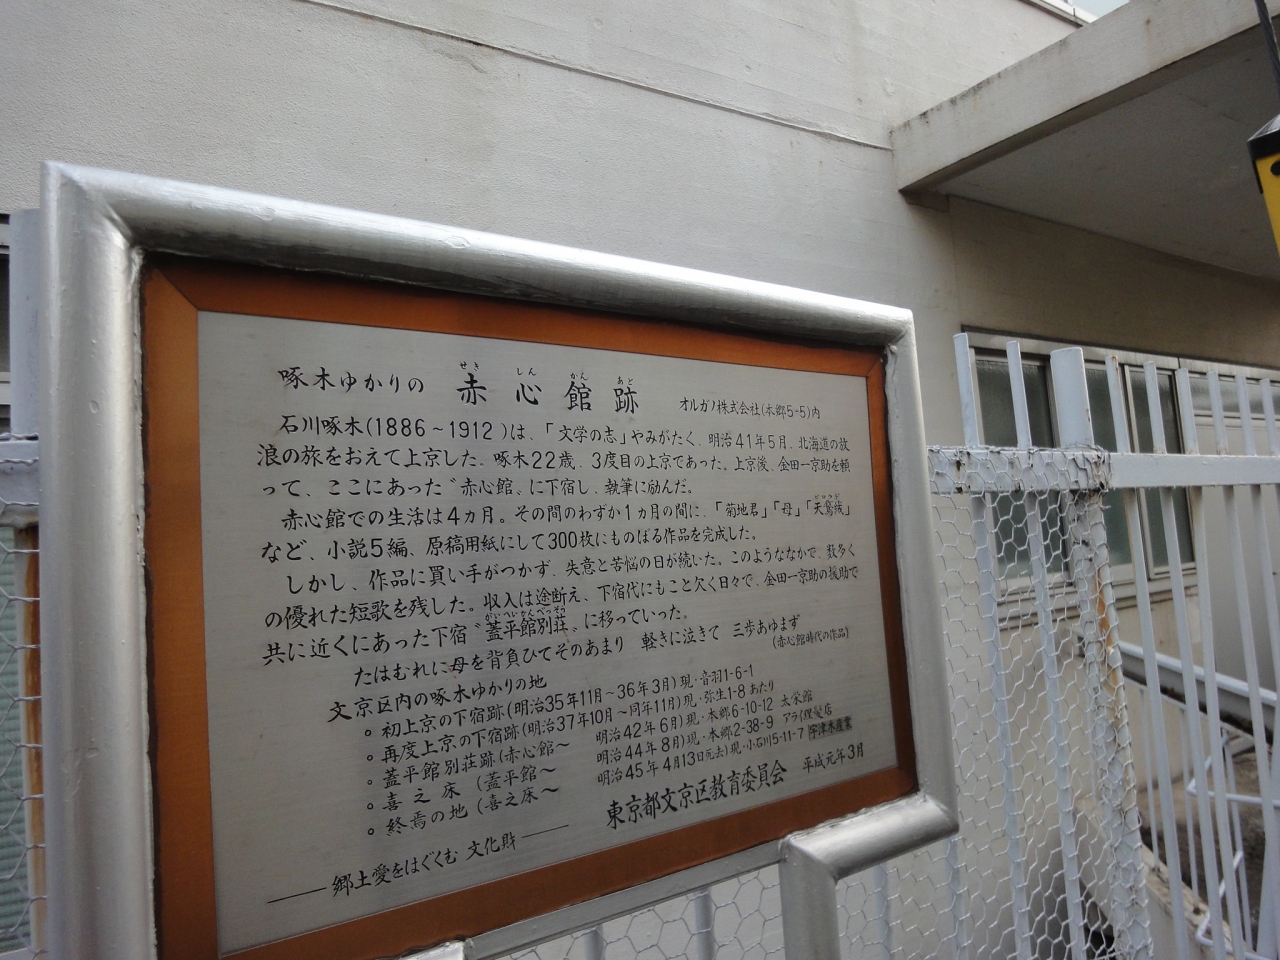 啄木ゆかりの 赤心館跡 オルガノ株式会社(本郷5-5)内
せき しん かん あと
石川啄木(1886～1912)は、「文学の志」やみがたく、明治41年5月、北海道の放
浪の旅をおえて上京した。啄木22歳、3度目の上京であった。上京後、金田一京助を頼
って、ここにあった〝赤心館〟に下宿し、執筆に励んだ。
赤心館での生活は4ヵ月。その間のわずか1ヵ月の間に、「菊地君」「母」「天鵞絨」
ビロウド
など、小説5編、原稿用紙にして300枚にものぼる作品を完成した。
しかし、作品に買い手がつかず、失意と苦悩の日が続いた。このようななかで、数多く
の優れた短歌を残した。収入は途断え、下宿代にもこと欠く日々で、金田一京助の援助で
共に近くにあった下宿〝蓋平館別荘〟に移っていった。
がいへいかんべっそう
たはむれに母を背負ひてそのあまり 軽きに泣きて 三歩あゆまず
(赤心館時代の作品)
文京区内の啄木ゆかりの地
◦ 初上京の下宿跡(明治35年11月～36年3月)現・音羽1-6-1
◦ 再度上京の下宿跡(明治37年10月～同年11月)現・弥生1-8あたり
◦ 蓋平館別荘跡(赤心館～ 明治42年6月)現・本郷6-10-12 太栄館
◦ 喜之床 (蓋平館～ 明治44年8月)現・本郷2-38-9 アライ理髪店
◦ 終焉の地(喜之床～ 明治45年4月13日死去)現・小石川5-11-7 宇津木産業
東京都文京区教育委員会 平成元年3月
――郷土愛をはぐくむ 文化財――